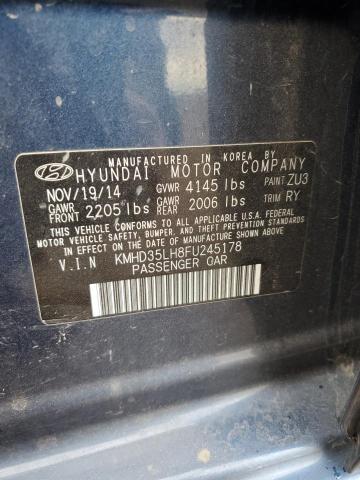 MANUFACTURED IN KOREA BY
HYUNDAI MOTOR COMPANY
NOV/19/14 GVWR 4145 lbs PAINT ZU3
GAWR FRONT 2205 lbs GAWR REAR 2006 lbs TRIM RY
THIS VEHICLE CONFORMS TO ALL APPLICABLE U.S.A. FEDERAL
MOTOR VEHICLE SAFETY, BUMPER, AND THEFT PREVENTION STANDARDS
IN EFFECT ON THE DATE OF MANUFACTURE SHOWN ABOVE.
V.I.N KMHD35LH8FU245178
PASSENGER CAR